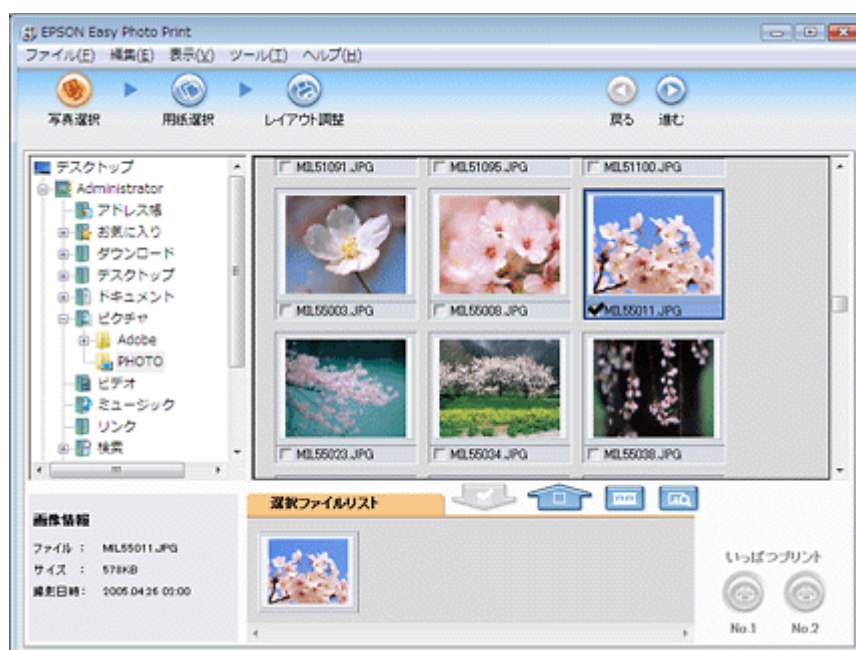 EPSON Easy Photo Print
ファイル(F) 編集(E) 表示(V) ツール(T) ヘルプ(H)
写真選択 用紙選択 レイアウト調整 戻る 進む
デスクトップ
Administrator
アドレス帳
お気に入り
ダウンロード
デスクトップ
ドキュメント
ピクチャ
Adobe
PHOTO
ビデオ
ミュージック
リンク
検索
MIL51091.JPG MIL51095.JPG MIL51100.JPG
MIL55003.JPG MIL55008.JPG MIL55011.JPG
MIL55023.JPG MIL55034.JPG MIL55038.JPG
選択ファイルリスト
画像情報
ファイル : MIL55011.JPG
サイズ : 578KB
撮影日時: 2005.04.26 02:00
いっぱつプリント
No.1 No.2